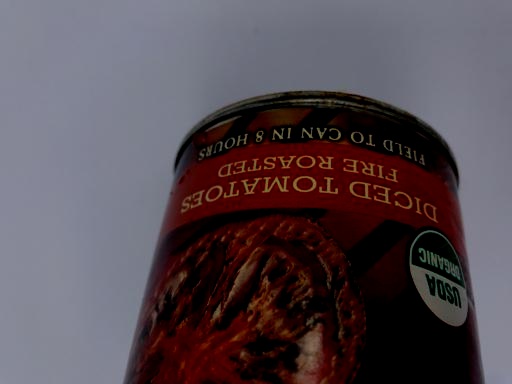 DICED TOMATOES
FIRE ROASTED
FIELD TO CAN IN 8 HOURS
USDA
ORGANIC